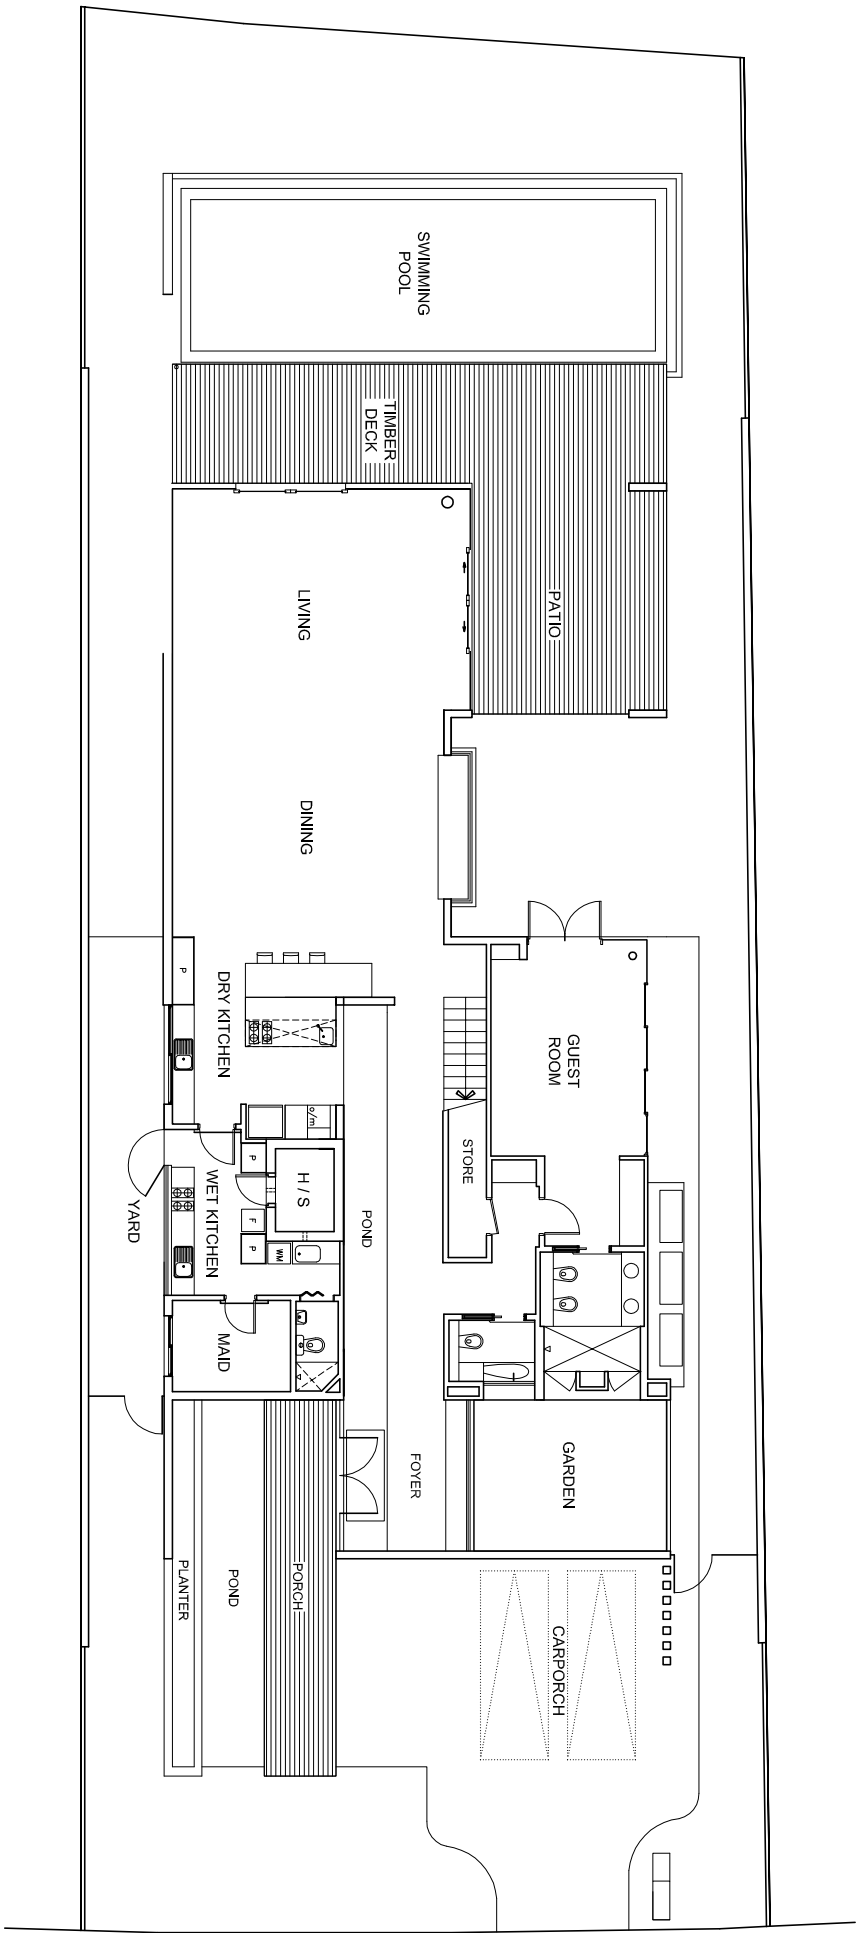 SWIMMING
POOL
TIMBER
DECK
PATIO
LIVING
DINING
P
DRY KITCHEN
GUEST
ROOM
o/m
STORE
P
H / S
F
WET KITCHEN
YARD
POND
P
WM
MAID
FOYER
GARDEN
PLANTER
POND
PORCH
CARPORCH